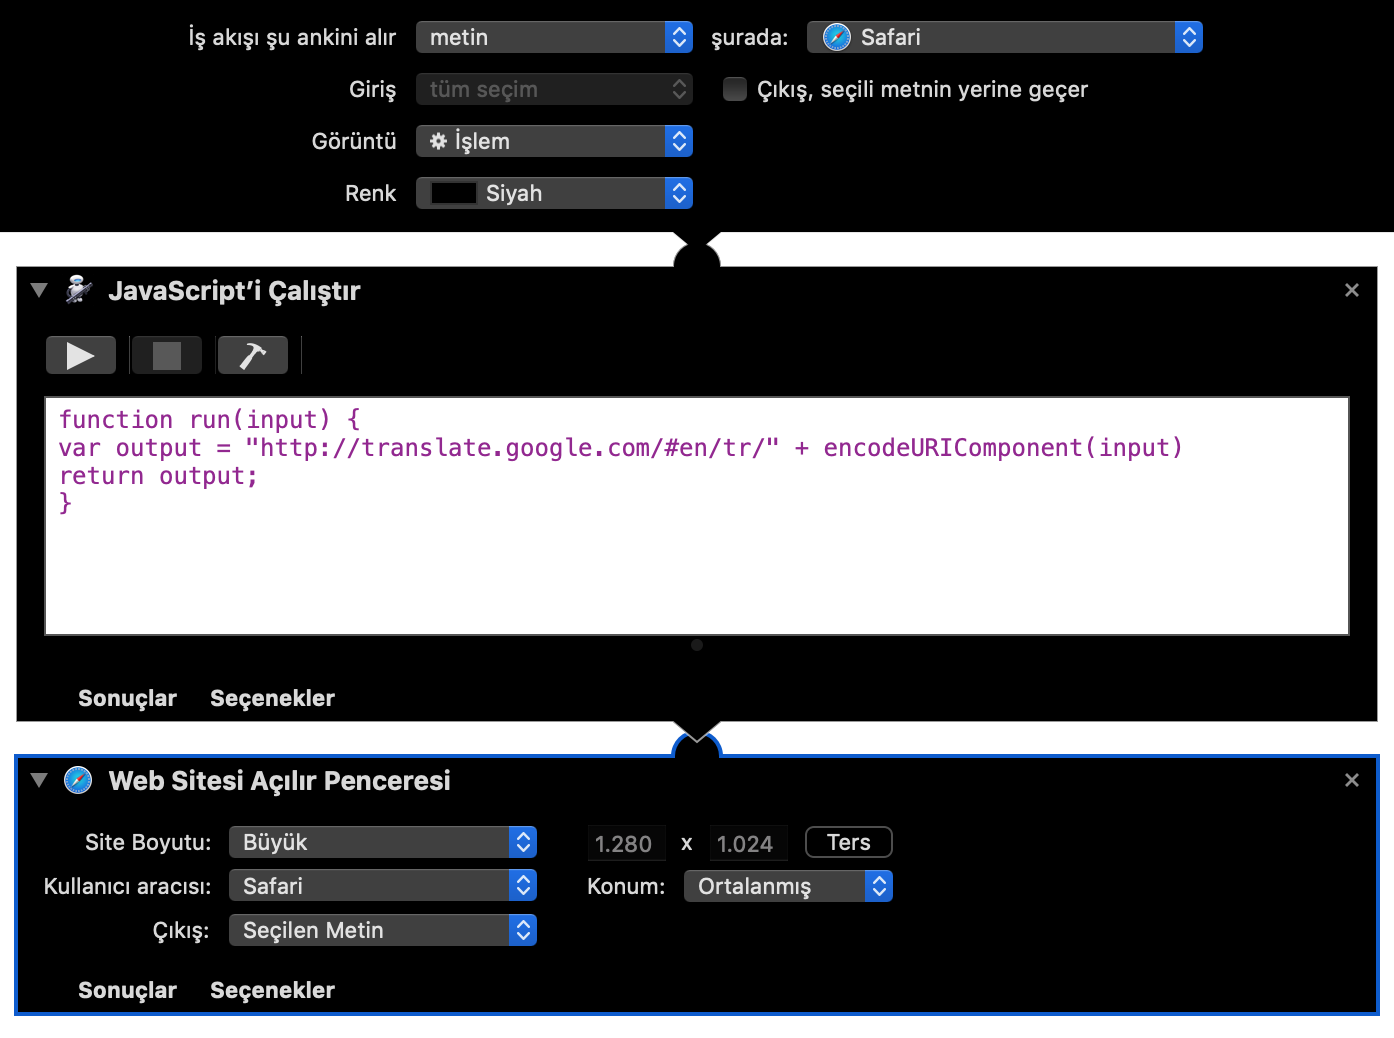 İş akışı şu ankini alır metin şurada: Safari
Giriş tüm seçim Çıkış, seçili metnin yerine geçer
Görüntü İşlem
Renk Siyah
JavaScript’i Çalıştır
function run(input) {
var output = "http://translate.google.com/#en/tr/" + encodeURIComponent(input)
return output;
}
Sonuçlar Seçenekler
Web Sitesi Açılır Penceresi
Site Boyutu: Büyük 1.280 x 1.024 Ters
Kullanıcı aracısı: Safari Konum: Ortalanmış
Çıkış: Seçilen Metin
Sonuçlar Seçenekler